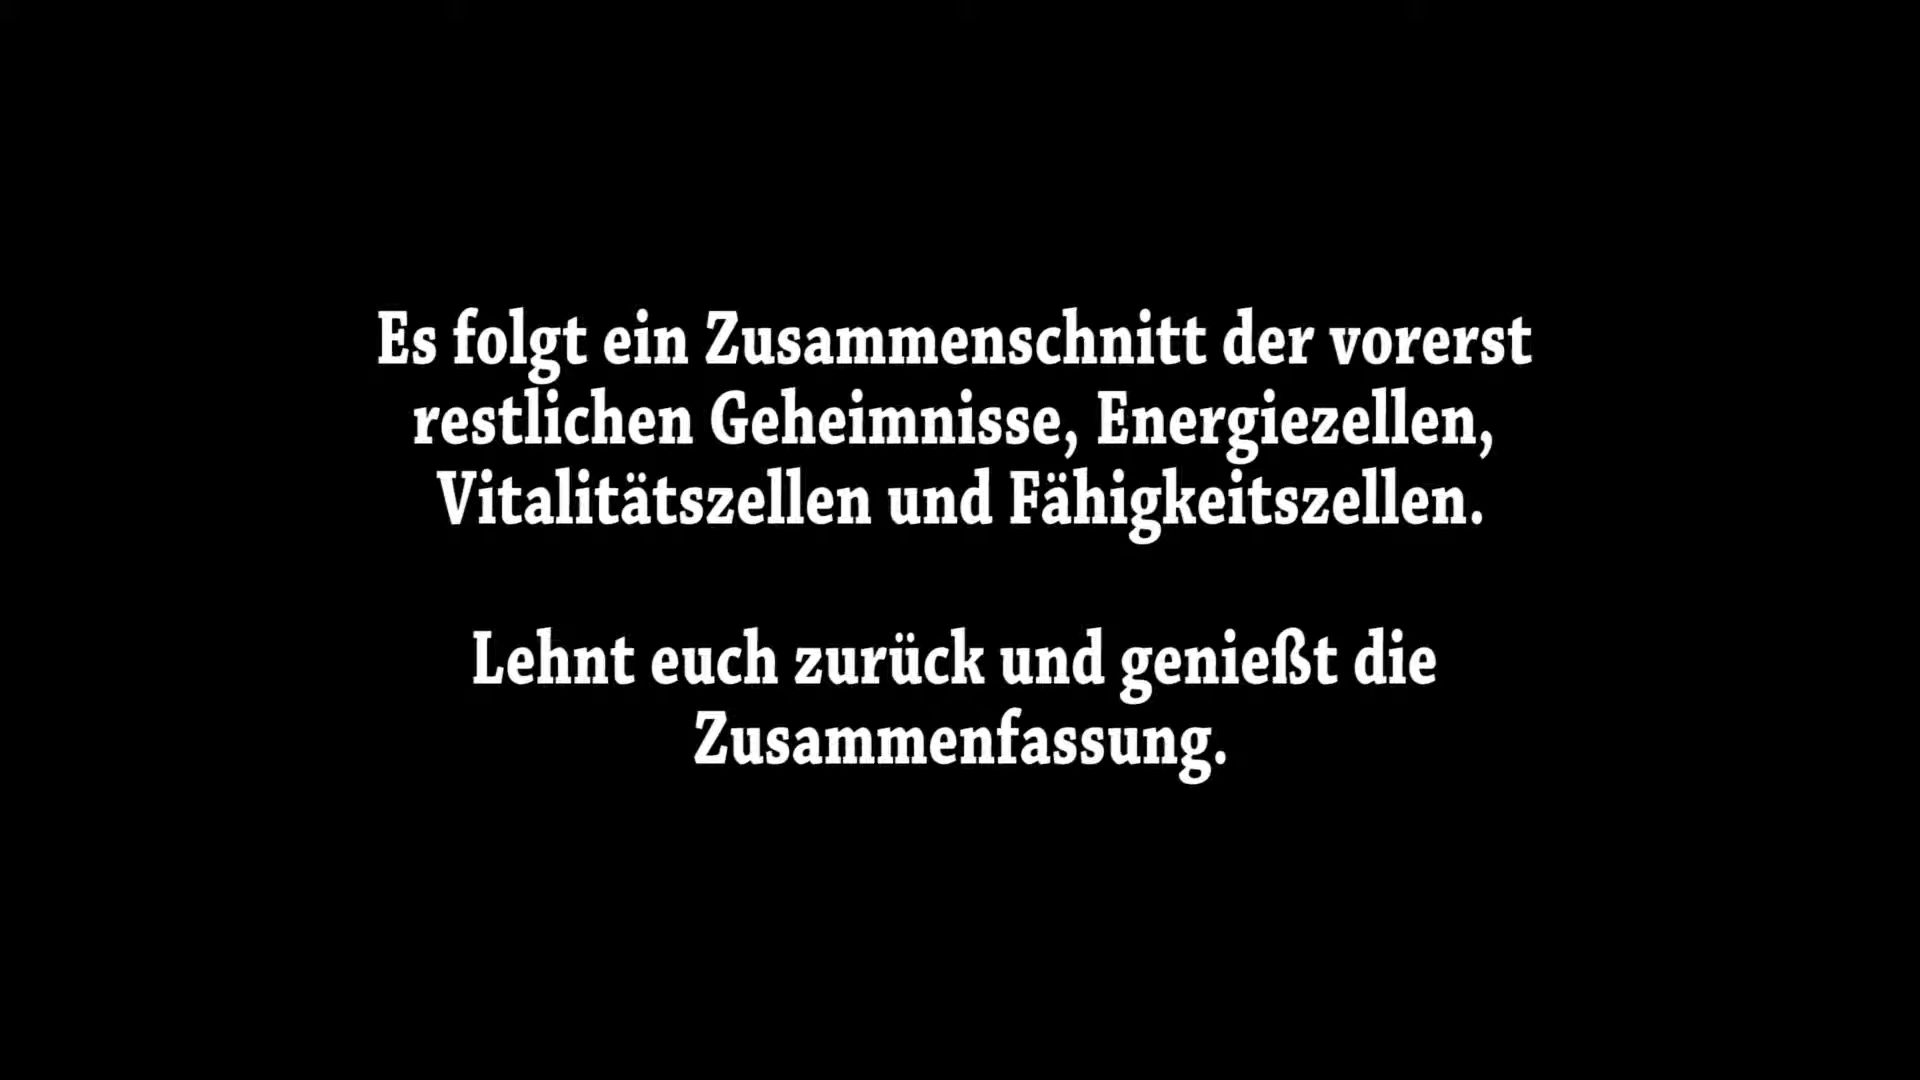 Es folgt ein Zusammenschnitt der vorerst
restlichen Geheimnisse, Energiezellen,
Vitalitätszellen und Fähigkeitszellen.
Lehnt euch zurück und genießt die
Zusammenfassung.